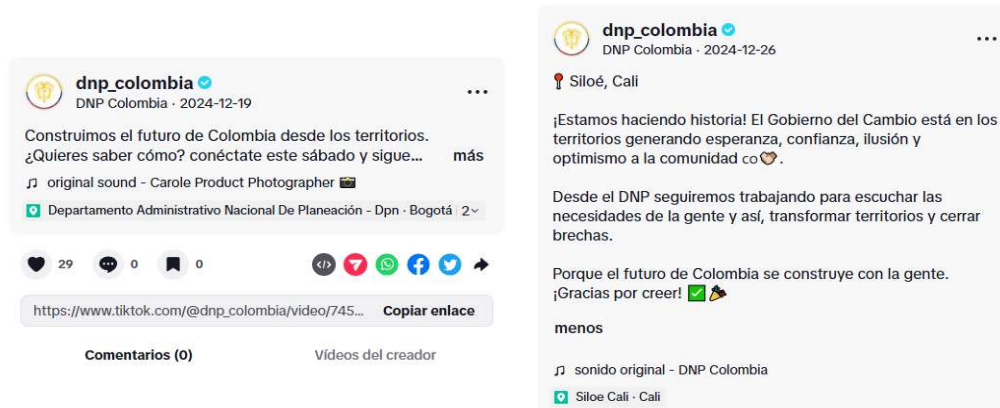 dnp_colombia
DNP Colombia · 2024-12-19
Construimos el futuro de Colombia desde los territorios.
¿Quieres saber cómo? conéctate este sábado y sigue... más
original sound - Carole Product Photographer 📸
Departamento Administrativo Nacional De Planeación - Dpn · Bogotá 2
29 0 0
https://www.tiktok.com/@dnp_colombia/video/745... Copiar enlace
Comentarios (0) Vídeos del creador
dnp_colombia
DNP Colombia · 2024-12-26
📍 Siloé, Cali
¡Estamos haciendo historia! El Gobierno del Cambio está en los
territorios generando esperanza, confianza, ilusión y
optimismo a la comunidad co🫶🏼.
Desde el DNP seguiremos trabajando para escuchar las
necesidades de la gente y así, transformar territorios y cerrar
brechas.
Porque el futuro de Colombia se construye con la gente.
¡Gracias por creer! ✅ 🎉
menos
sonido original - DNP Colombia
Siloe Cali · Cali